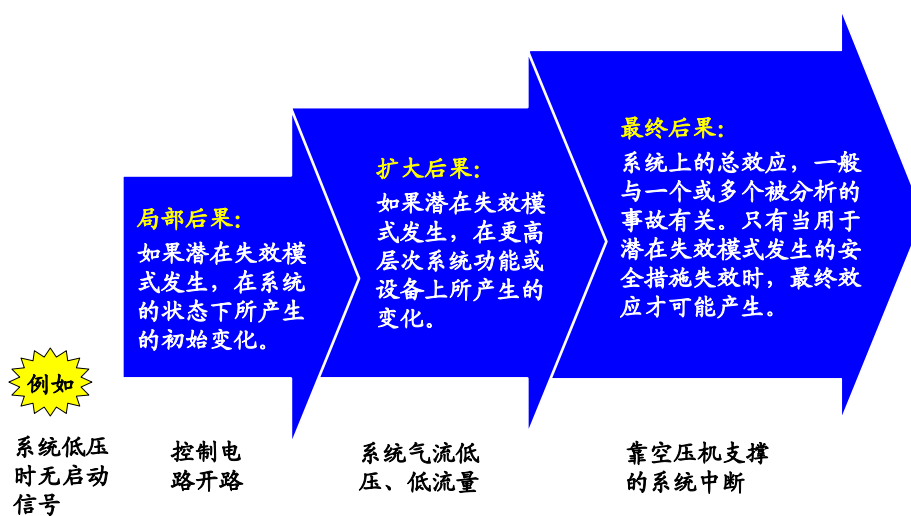 局部后果：
如果潜在失效模
式发生，在系统
的状态下所产生
的初始变化。
扩大后果：
如果潜在失效模
式发生，在更高
层次系统功能或
设备上所产生的
变化。
最终后果：
系统上的总效应，一般
与一个或多个被分析的
事故有关。只有当用于
潜在失效模式发生的安
全措施失效时，最终效
应才可能产生。
例如
系统低压
时无启动
信号
控制电
路开路
系统气流低
压、低流量
靠空压机支撑
的系统中断